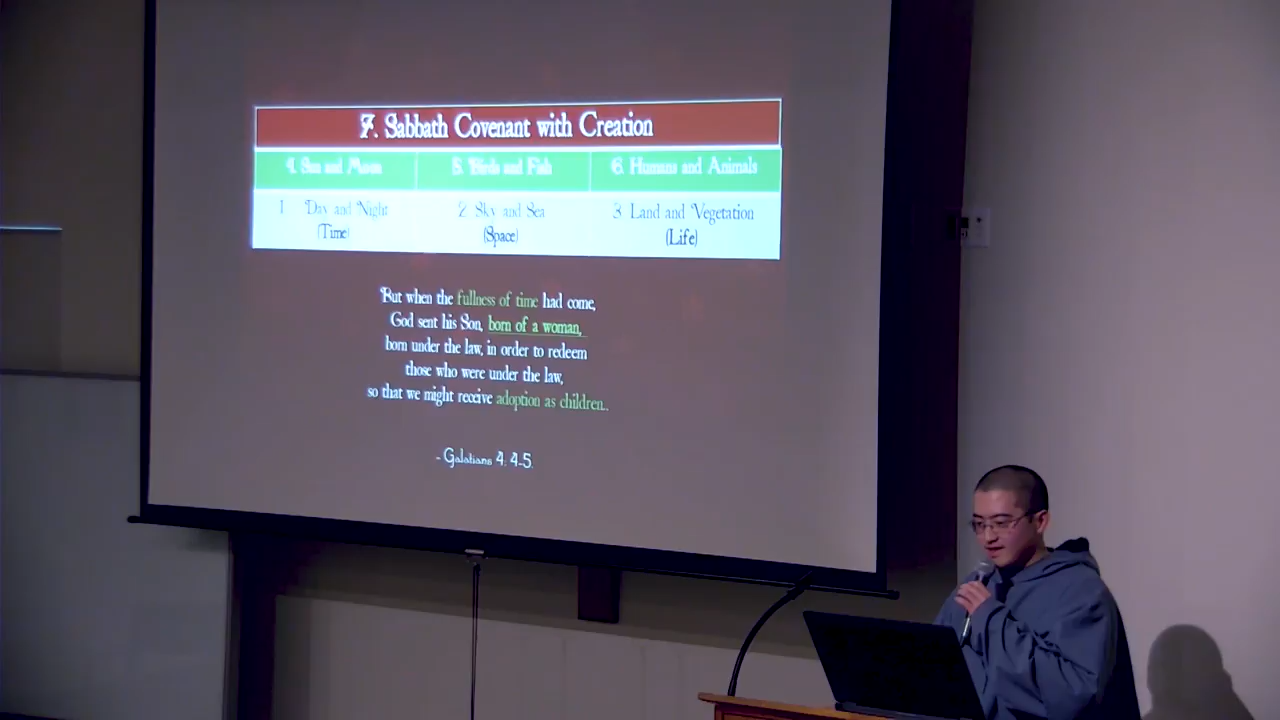 7. Sabbath Covenant with Creation
4. Sun and Moon 5. Birds and Fish 6. Humans and Animals
1 Day and Night 2. Sky and Sea 3. Land and Vegetation
(Time) (Space) (Life)
But when the fullness of time had come,
God sent his Son, born of a woman,
born under the law, in order to redeem
those who were under the law,
so that we might receive adoption as children..
- Galatians 4: 4-5.